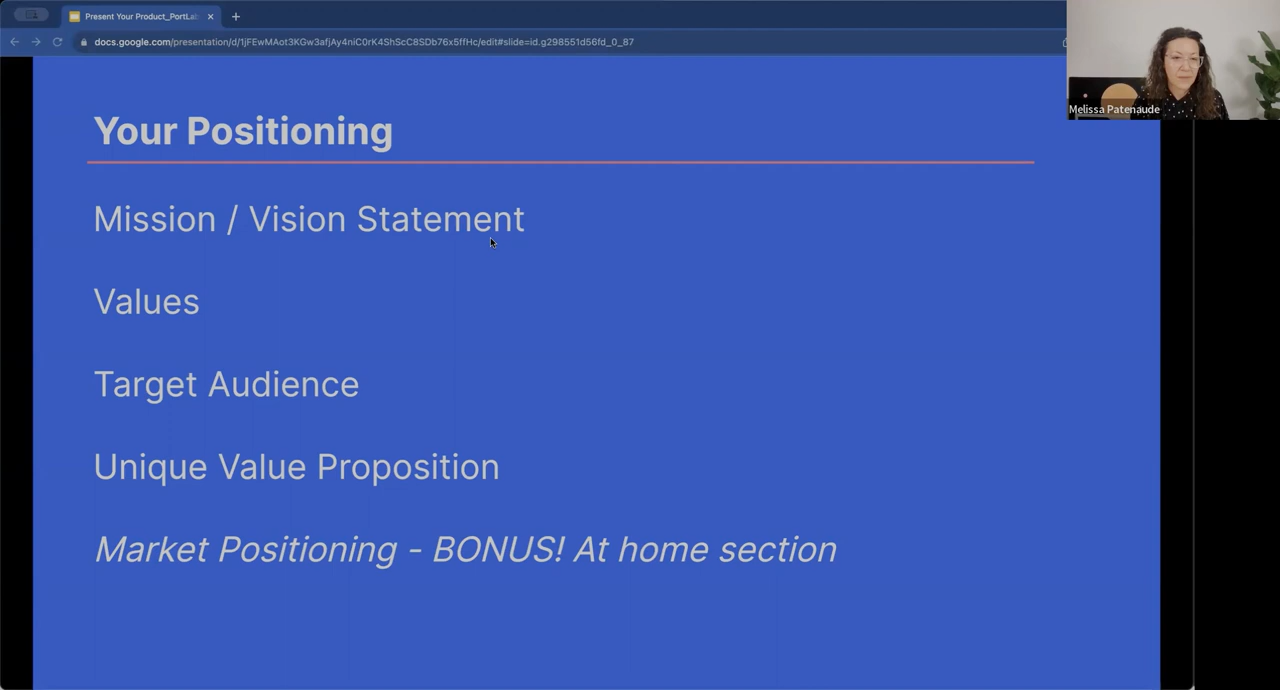 Present Your Product_PortLab
docs.google.com/presentation/d/1jFEwMAot3KGw3afjAy4niC0rK4ShScC8SDb76x5ffHc/edit#slide=id.g298551d56fd_0_87
Melissa Patenaude
Your Positioning
Mission / Vision Statement
Values
Target Audience
Unique Value Proposition
Market Positioning - BONUS! At home section